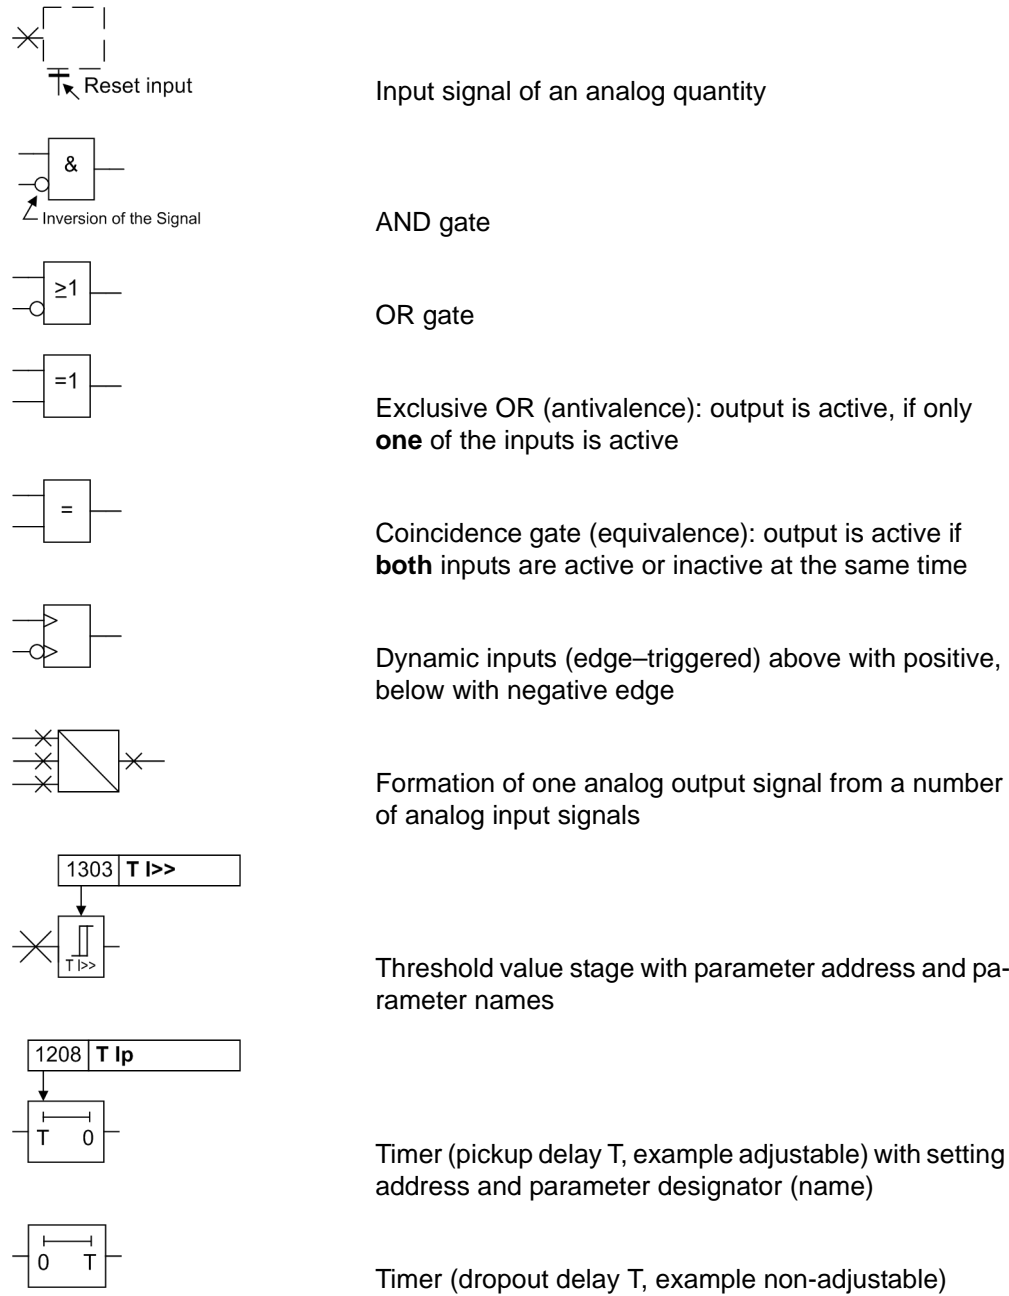 Reset input
Input signal of an analog quantity
&
Inversion of the Signal
AND gate
≥1
OR gate
=1
Exclusive OR (antivalence): output is active, if only
one of the inputs is active
=
Coincidence gate (equivalence): output is active if
both inputs are active or inactive at the same time
Dynamic inputs (edge–triggered) above with positive,
below with negative edge
Formation of one analog output signal from a number
of analog input signals
1303 T I>>
T I>>
Threshold value stage with parameter address and pa-
rameter names
1208 T Ip
T 0
Timer (pickup delay T, example adjustable) with setting
address and parameter designator (name)
0 T
Timer (dropout delay T, example non-adjustable)